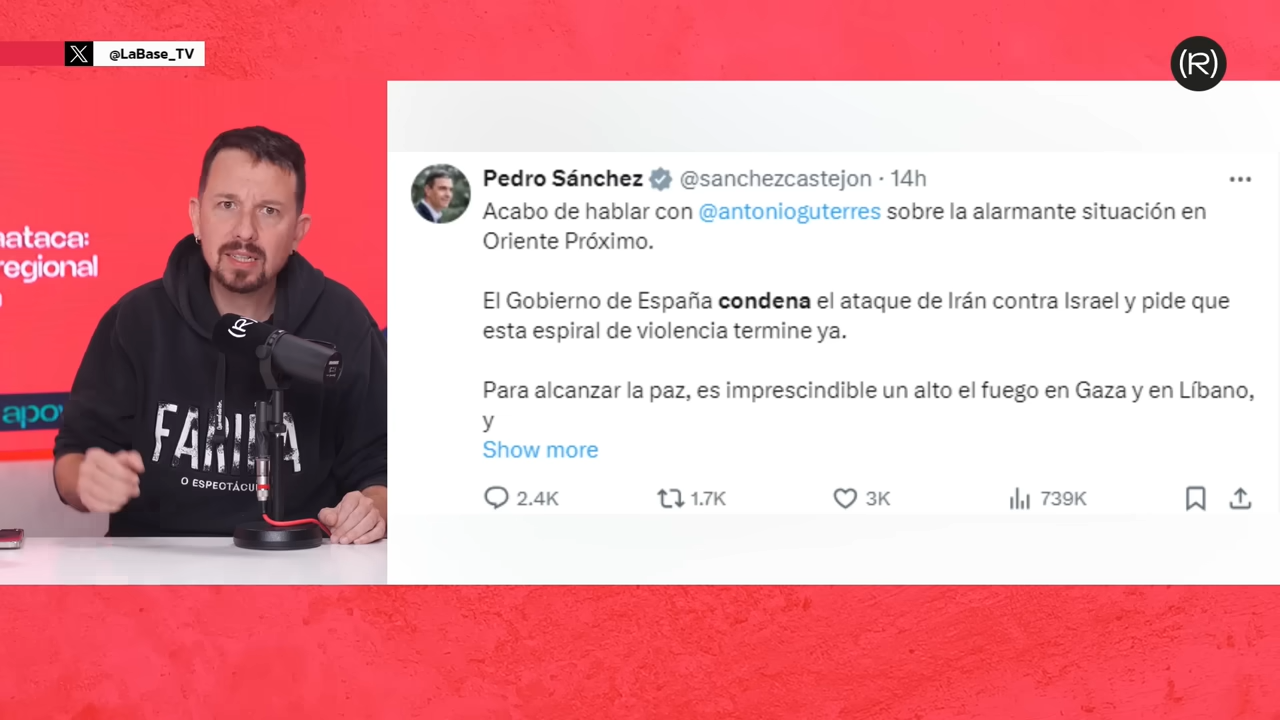 @LaBase_TV
(R)
ataca:
regional
apoy
FARIÑA
O ESPECTÁCU
Pedro Sánchez @sanchezcastejon · 14h
Acabo de hablar con @antonioguterres sobre la alarmante situación en
Oriente Próximo.
El Gobierno de España condena el ataque de Irán contra Israel y pide que
esta espiral de violencia termine ya.
Para alcanzar la paz, es imprescindible un alto el fuego en Gaza y en Líbano,
y
Show more
2.4K 1.7K 3K 739K